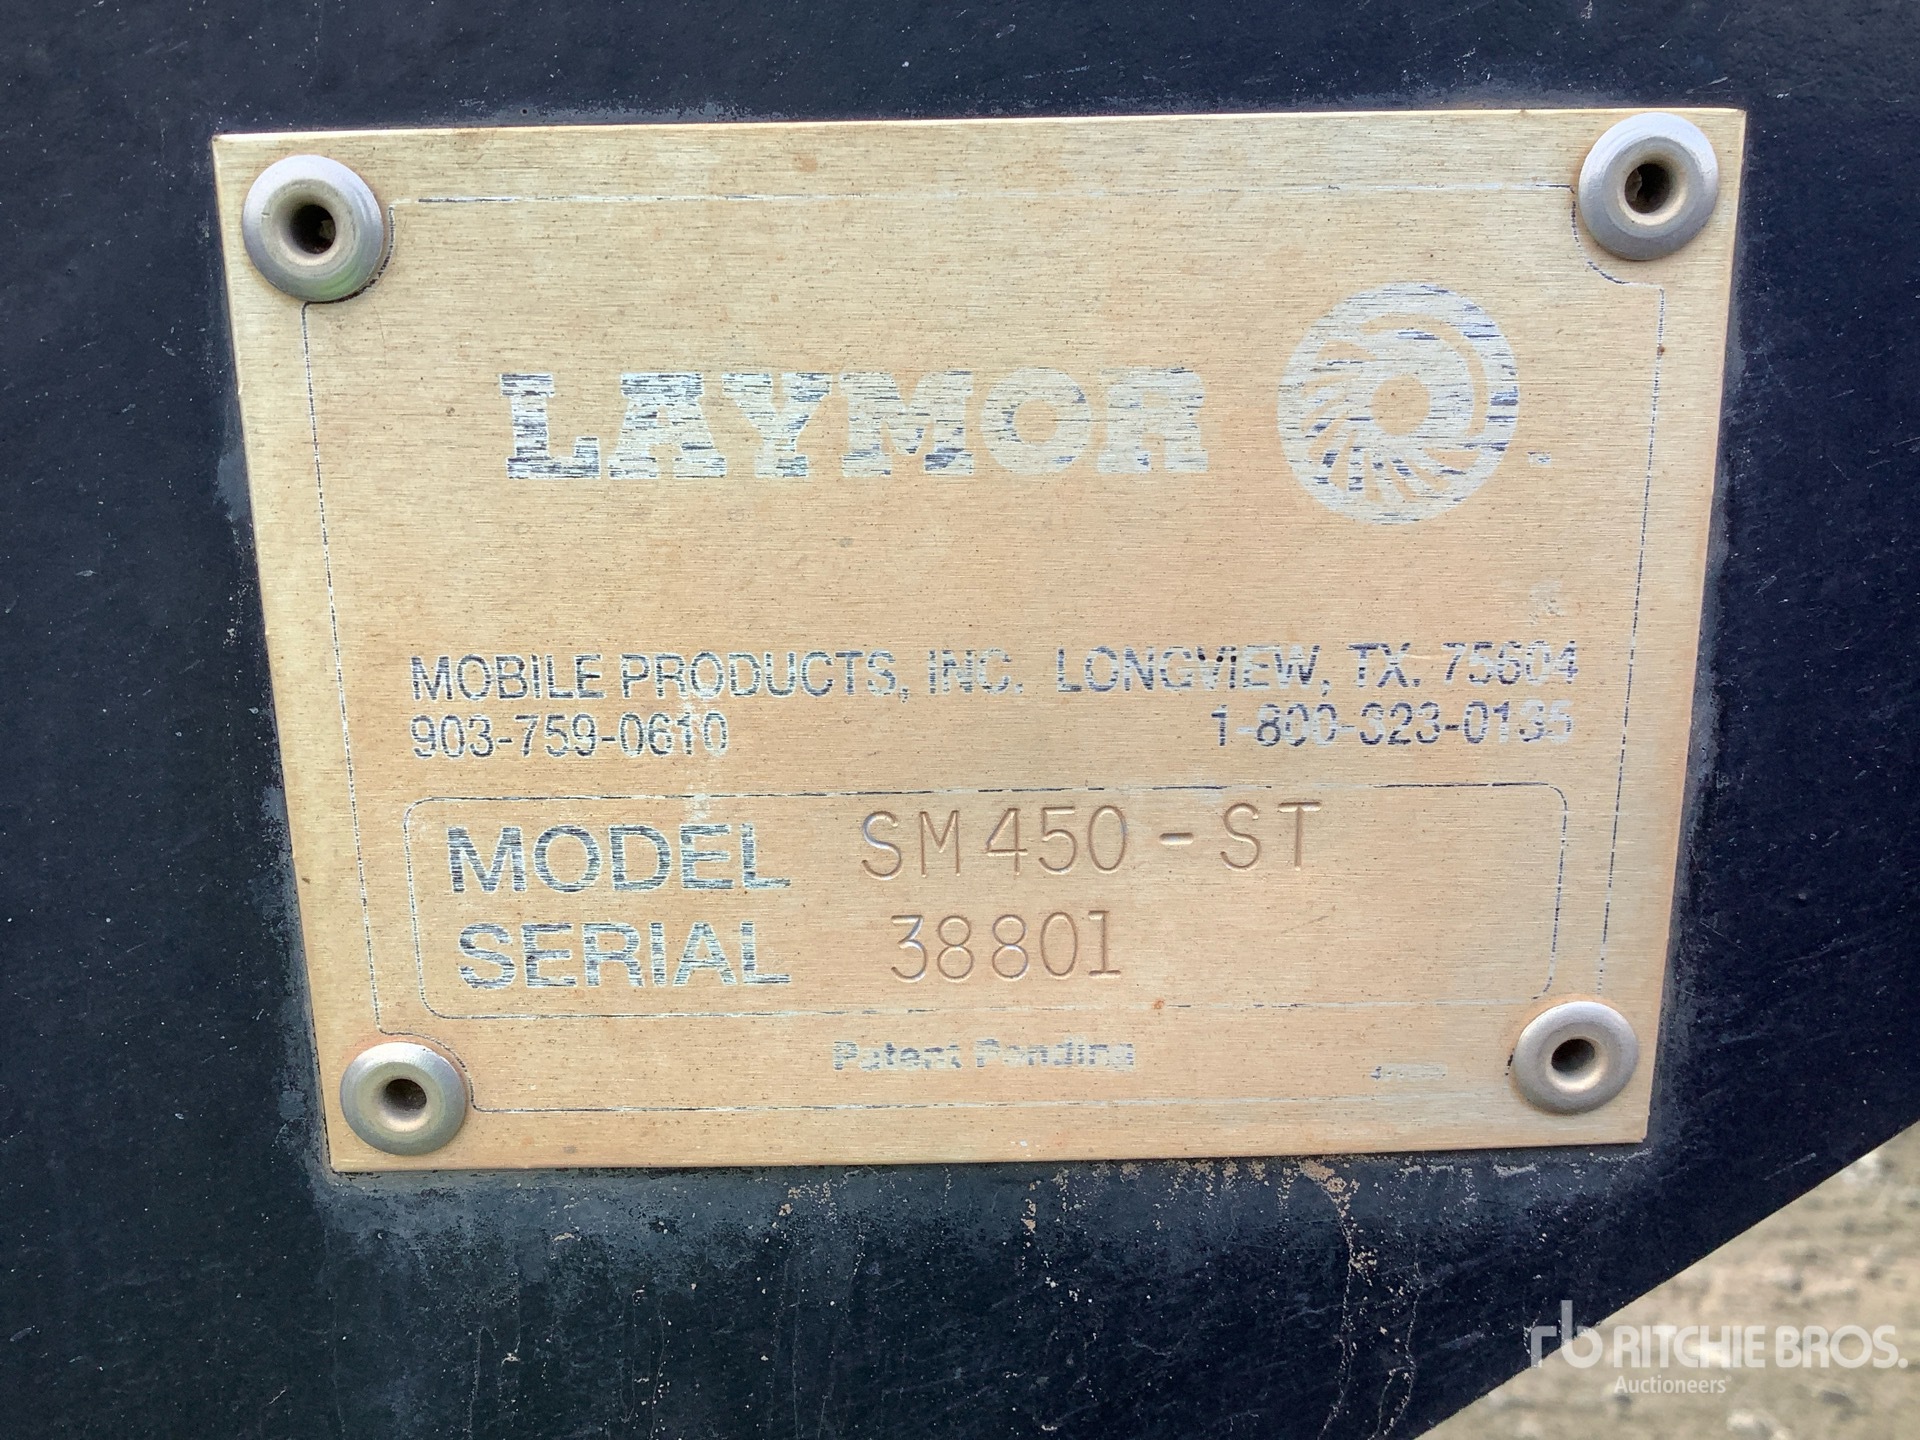 LAYMOR
MOBILE PRODUCTS, INC. LONGVIEW, TX. 75604
903-759-0610 1-800-323-0135
MODEL SM450-ST
SERIAL 38801
Patent Pending
rb RITCHIE BROS.
Auctioneers